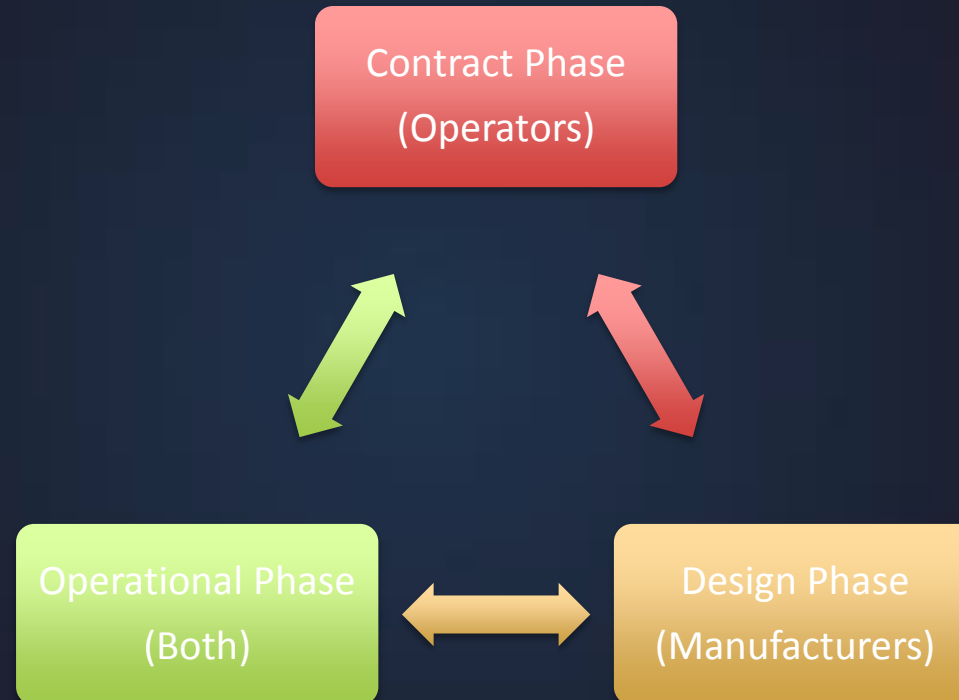 Contract Phase
(Operators)
Operational Phase
(Both)
Design Phase
(Manufacturers)